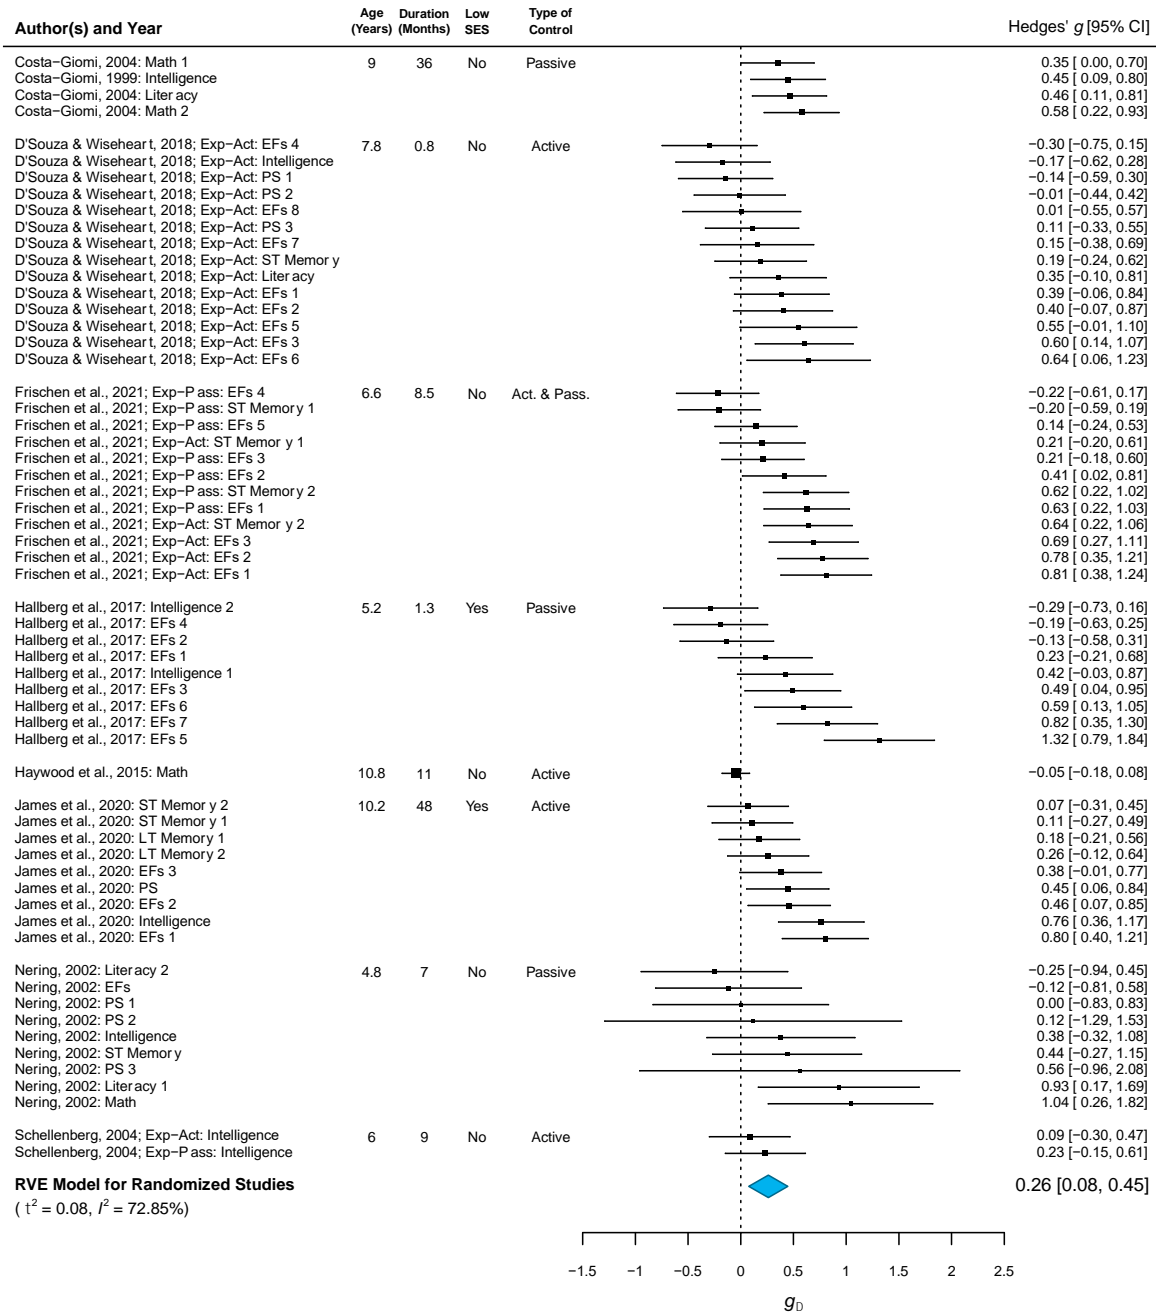 Author(s) and Year Age (Years) Duration (Months) Low SES Type of Control Hedges' g [95% CI]
Costa−Giomi, 2004: Math 1 9 36 No Passive 0.35 [ 0.00, 0.70]
Costa−Giomi, 1999: Intelligence 0.45 [ 0.09, 0.80]
Costa−Giomi, 2004: Literacy 0.46 [ 0.11, 0.81]
Costa−Giomi, 2004: Math 2 0.58 [ 0.22, 0.93]
D'Souza & Wiseheart, 2018; Exp−Act: EFs 4 7.8 0.8 No Active −0.30 [−0.75, 0.15]
D'Souza & Wiseheart, 2018; Exp−Act: Intelligence −0.17 [−0.62, 0.28]
D'Souza & Wiseheart, 2018; Exp−Act: PS 1 −0.14 [−0.59, 0.30]
D'Souza & Wiseheart, 2018; Exp−Act: PS 2 −0.01 [−0.44, 0.42]
D'Souza & Wiseheart, 2018; Exp−Act: EFs 8 0.01 [−0.55, 0.57]
D'Souza & Wiseheart, 2018; Exp−Act: PS 3 0.11 [−0.33, 0.55]
D'Souza & Wiseheart, 2018; Exp−Act: EFs 7 0.15 [−0.38, 0.69]
D'Souza & Wiseheart, 2018; Exp−Act: ST Memory 0.19 [−0.24, 0.62]
D'Souza & Wiseheart, 2018; Exp−Act: Literacy 0.35 [−0.10, 0.81]
D'Souza & Wiseheart, 2018; Exp−Act: EFs 1 0.39 [−0.06, 0.84]
D'Souza & Wiseheart, 2018; Exp−Act: EFs 2 0.40 [−0.07, 0.87]
D'Souza & Wiseheart, 2018; Exp−Act: EFs 5 0.55 [−0.01, 1.10]
D'Souza & Wiseheart, 2018; Exp−Act: EFs 3 0.60 [ 0.14, 1.07]
D'Souza & Wiseheart, 2018; Exp−Act: EFs 6 0.64 [ 0.06, 1.23]
Frischen et al., 2021; Exp−Pass: EFs 4 6.6 8.5 No Act. & Pass. −0.22 [−0.61, 0.17]
Frischen et al., 2021; Exp−Pass: ST Memory 1 −0.20 [−0.59, 0.19]
Frischen et al., 2021; Exp−Pass: EFs 5 0.14 [−0.24, 0.53]
Frischen et al., 2021; Exp−Act: ST Memory 1 0.21 [−0.20, 0.61]
Frischen et al., 2021; Exp−Pass: EFs 3 0.21 [−0.18, 0.60]
Frischen et al., 2021; Exp−Pass: EFs 2 0.41 [ 0.02, 0.81]
Frischen et al., 2021; Exp−Pass: ST Memory 2 0.62 [ 0.22, 1.02]
Frischen et al., 2021; Exp−Pass: EFs 1 0.63 [ 0.22, 1.03]
Frischen et al., 2021; Exp−Act: ST Memory 2 0.64 [ 0.22, 1.06]
Frischen et al., 2021; Exp−Act: EFs 3 0.69 [ 0.27, 1.11]
Frischen et al., 2021; Exp−Act: EFs 2 0.78 [ 0.35, 1.21]
Frischen et al., 2021; Exp−Act: EFs 1 0.81 [ 0.38, 1.24]
Hallberg et al., 2017: Intelligence 2 5.2 1.3 Yes Passive −0.29 [−0.73, 0.16]
Hallberg et al., 2017: EFs 4 −0.19 [−0.63, 0.25]
Hallberg et al., 2017: EFs 2 −0.13 [−0.58, 0.31]
Hallberg et al., 2017: EFs 1 0.23 [−0.21, 0.68]
Hallberg et al., 2017: Intelligence 1 0.42 [−0.03, 0.87]
Hallberg et al., 2017: EFs 3 0.49 [ 0.04, 0.95]
Hallberg et al., 2017: EFs 6 0.59 [ 0.13, 1.05]
Hallberg et al., 2017: EFs 7 0.82 [ 0.35, 1.30]
Hallberg et al., 2017: EFs 5 1.32 [ 0.79, 1.84]
Haywood et al., 2015: Math 10.8 11 No Active −0.05 [−0.18, 0.08]
James et al., 2020: ST Memory 2 10.2 48 Yes Active 0.07 [−0.31, 0.45]
James et al., 2020: ST Memory 1 0.11 [−0.27, 0.49]
James et al., 2020: LT Memory 1 0.18 [−0.21, 0.56]
James et al., 2020: LT Memory 2 0.26 [−0.12, 0.64]
James et al., 2020: EFs 3 0.38 [−0.01, 0.77]
James et al., 2020: PS 0.45 [ 0.06, 0.84]
James et al., 2020: EFs 2 0.46 [ 0.07, 0.85]
James et al., 2020: Intelligence 0.76 [ 0.36, 1.17]
James et al., 2020: EFs 1 0.80 [ 0.40, 1.21]
Nering, 2002: Literacy 2 4.8 7 No Passive −0.25 [−0.94, 0.45]
Nering, 2002: EFs −0.12 [−0.81, 0.58]
Nering, 2002: PS 1 0.00 [−0.83, 0.83]
Nering, 2002: PS 2 0.12 [−1.29, 1.53]
Nering, 2002: Intelligence 0.38 [−0.32, 1.08]
Nering, 2002: ST Memory 0.44 [−0.27, 1.15]
Nering, 2002: PS 3 0.56 [−0.96, 2.08]
Nering, 2002: Literacy 1 0.93 [ 0.17, 1.69]
Nering, 2002: Math 1.04 [ 0.26, 1.82]
Schellenberg, 2004; Exp−Act: Intelligence 6 9 No Active 0.09 [−0.30, 0.47]
Schellenberg, 2004; Exp−Pass: Intelligence 0.23 [−0.15, 0.61]
RVE Model for Randomized Studies 0.26 [0.08, 0.45]
( τ² = 0.08, I² = 72.85%)
−1.5 −1 −0.5 0 0.5 1 1.5 2 2.5
g